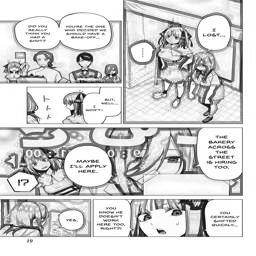 I
LOST...
...
YOU'RE THE
ONE WHO
DECIDED WE
SHOULD HAVE A
BAKE-OFF...
DID YOU
REALLY
THINK YOU
HAD A
SHOT?
BUT,
WELL...
I
WON'T...
THE
BAKERY
ACROSS
THE
STREET
IS HIRING
TOO.
MAYBE
I'LL APPLY
HERE.
!?
YOU
CERTAINLY
SHIFTED
QUICKLY...
YOU
KNOW HE
DOESN'T
WORK
HERE TOO,
RIGHT?!
YES.
19